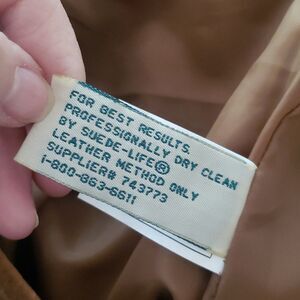 FOR BEST RESULTS.
PROFESSIONALLY DRY CLEAN
BY SUEDE-LIFE®
LEATHER METHOD ONLY
SUPPLIER# 743773
1-800-863-6611